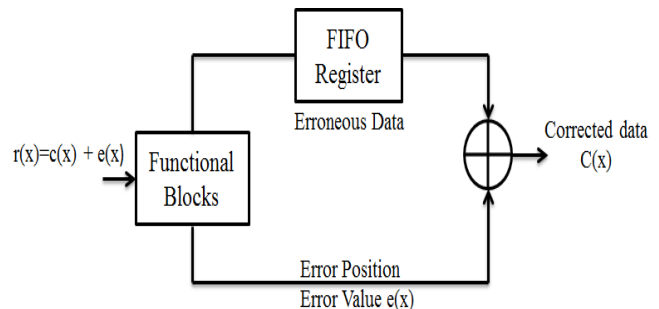 FIFO
Register
Erroneous Data
r(x)=c(x) + e(x)
Functional
Blocks
Corrected data
C(x)
Error Position
Error Value e(x)